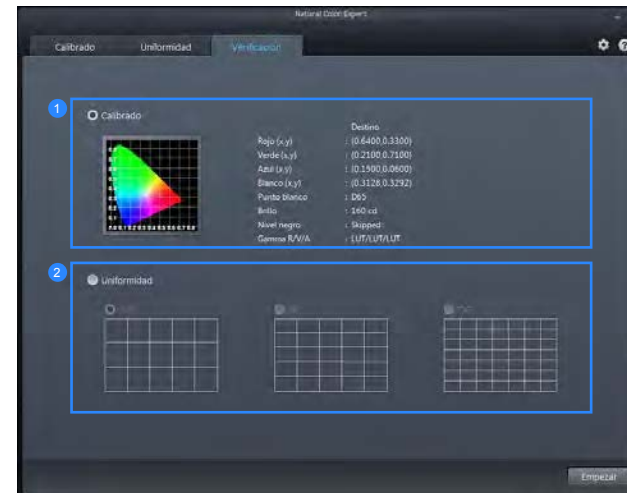 Natural Color Expert
Calibrado Uniformidad Verificación
1
Calibrado
Destino
Rojo (x,y) : (0.6400,0.3300)
Verde (x,y) : (0.2100,0.7100)
Azul (x,y) : (0.1500,0.0600)
Blanco (x,y) : (0.3128,0.3292)
Punto blanco : D65
Brillo : 160 cd
Nivel negro : Skipped
Gamma R/V/A : LUT/LUT/LUT
2
Uniformidad
Empezar